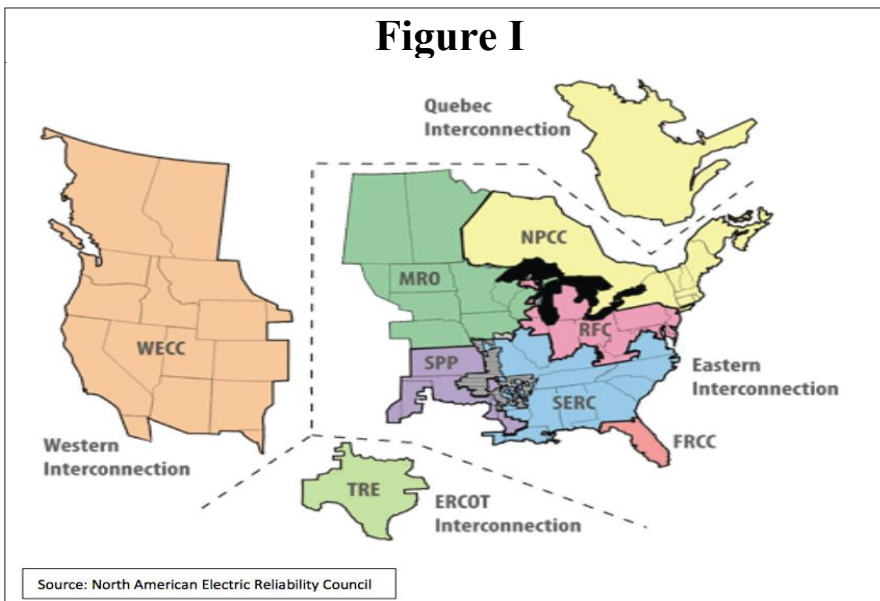 Figure I
Quebec
Interconnection
NPCC
MRO
RFC
WECC
SPP
Eastern
Interconnection
SERC
Western
Interconnection
FRCC
TRE
ERCOT
Interconnection
Source: North American Electric Reliability Council